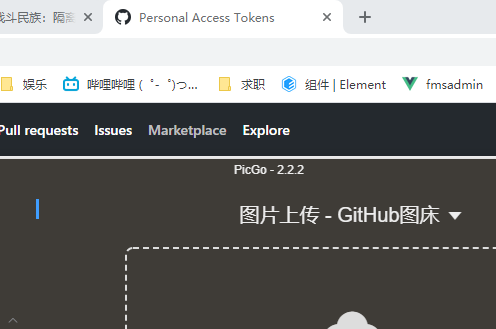 斗民族：隔
Personal Access Tokens
娱乐 哔哩哔哩 (゜-゜)つ... 求职 组件 | Element fmsadmin
Pull requests Issues Marketplace Explore
PicGo - 2.2.2
图片上传 - GitHub图床